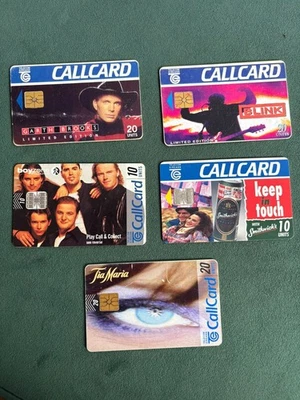 CALLCARD
GARTH BROOKS
LIMITED EDITION
20
UNITS
CALLCARD
SLINK
LIMITED EDITION
BOYZONE
Play Call & Collect
CallCard 10
CALLCARD
keep in
touch
Smithwick's
10
UNITS
Tia Maria
20
CallCard 20